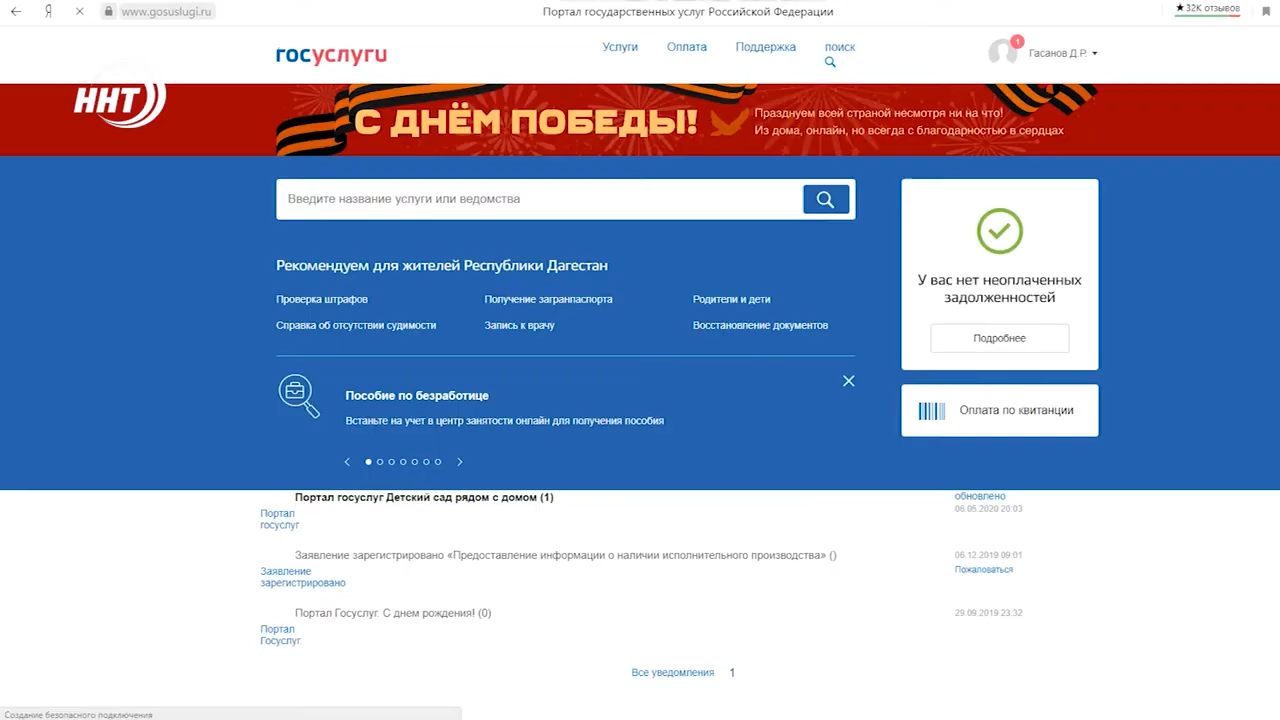 www.gosuslugi.ru
Портал государственных услуг Российской Федерации
★32K отзывов
госуслуги
Услуги
Оплата
Поддержка
поиск
1
Гасанов Д.Р.
ННТ
С ДНЁМ ПОБЕДЫ!
Празднуем всей страной несмотря ни на что!
Из дома, онлайн, но всегда с благодарностью в сердцах
Введите название услуги или ведомства
Рекомендуем для жителей Республики Дагестан
Проверка штрафов
Получение загранпаспорта
Родители и дети
Справка об отсутствии судимости
Запись к врачу
Восстановление документов
У вас нет неоплаченных
задолженностей
Подробнее
Пособие по безработице
Встаньте на учет в центр занятости онлайн для получения пособия
Оплата по квитанции
Портал госуслуг Детский сад рядом с домом (1)
обновлено
06.05.2020 20:03
Портал
госуслуг
Заявление зарегистрировано «Предоставление информации о наличии исполнительного производства» ()
06.12.2019 09:01
Пожаловаться
Заявление
зарегистрировано
Портал Госуслуг. С днем рождения! (0)
29.09.2019 23:32
Портал
Госуслуг.
Все уведомления
1
Создание безопасного подключения